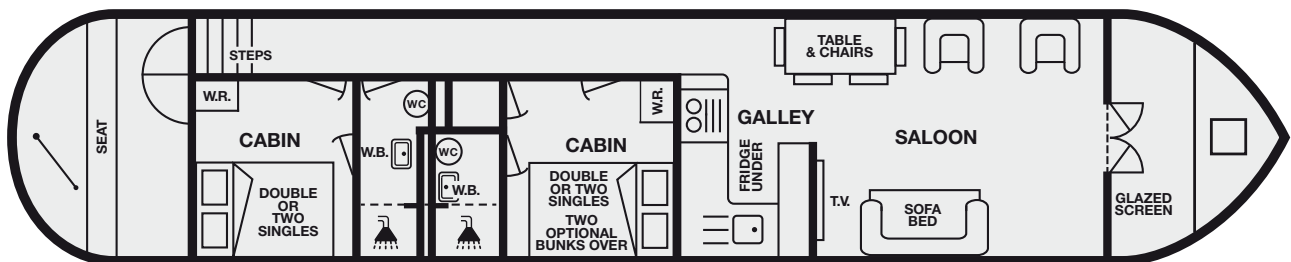 SEAT
STEPS
W.R.
CABIN
DOUBLE
OR
TWO
SINGLES
WC
W.B.
WC
W.B.
CABIN
W.R.
DOUBLE
OR TWO
SINGLES
TWO
OPTIONAL
BUNKS OVER
GALLEY
FRIDGE
UNDER
TABLE
& CHAIRS
SALOON
T.V.
SOFA
BED
GLAZED
SCREEN